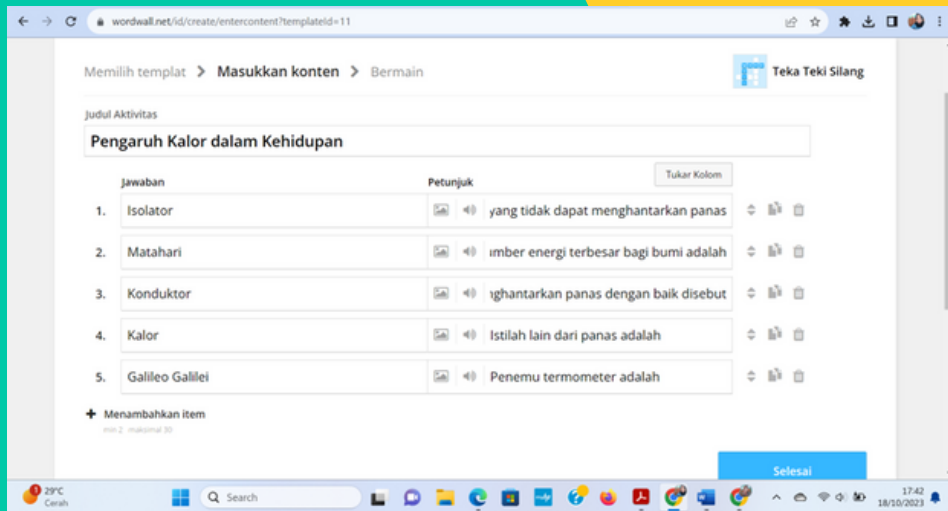 wordwall.net/id/create/entercontent?templateId=11
Memilih templat > Masukkan konten > Bermain
Teka Teki Silang
Judul Aktivitas
Pengaruh Kalor dalam Kehidupan
Tukar Kolom
Jawaban Petunjuk
1. Isolator yang tidak dapat menghantarkan panas
2. Matahari energi terbesar bagi bumi adalah
3. Konduktor panas dengan baik disebut
4. Kalor Istilah lain dari panas adalah
5. Galileo Galilei Penemu termometer adalah
+ Menambahkan item
min 2 maksimal 30
Selesai
1
29°C
Cerah
Search
17:42
18/10/2023